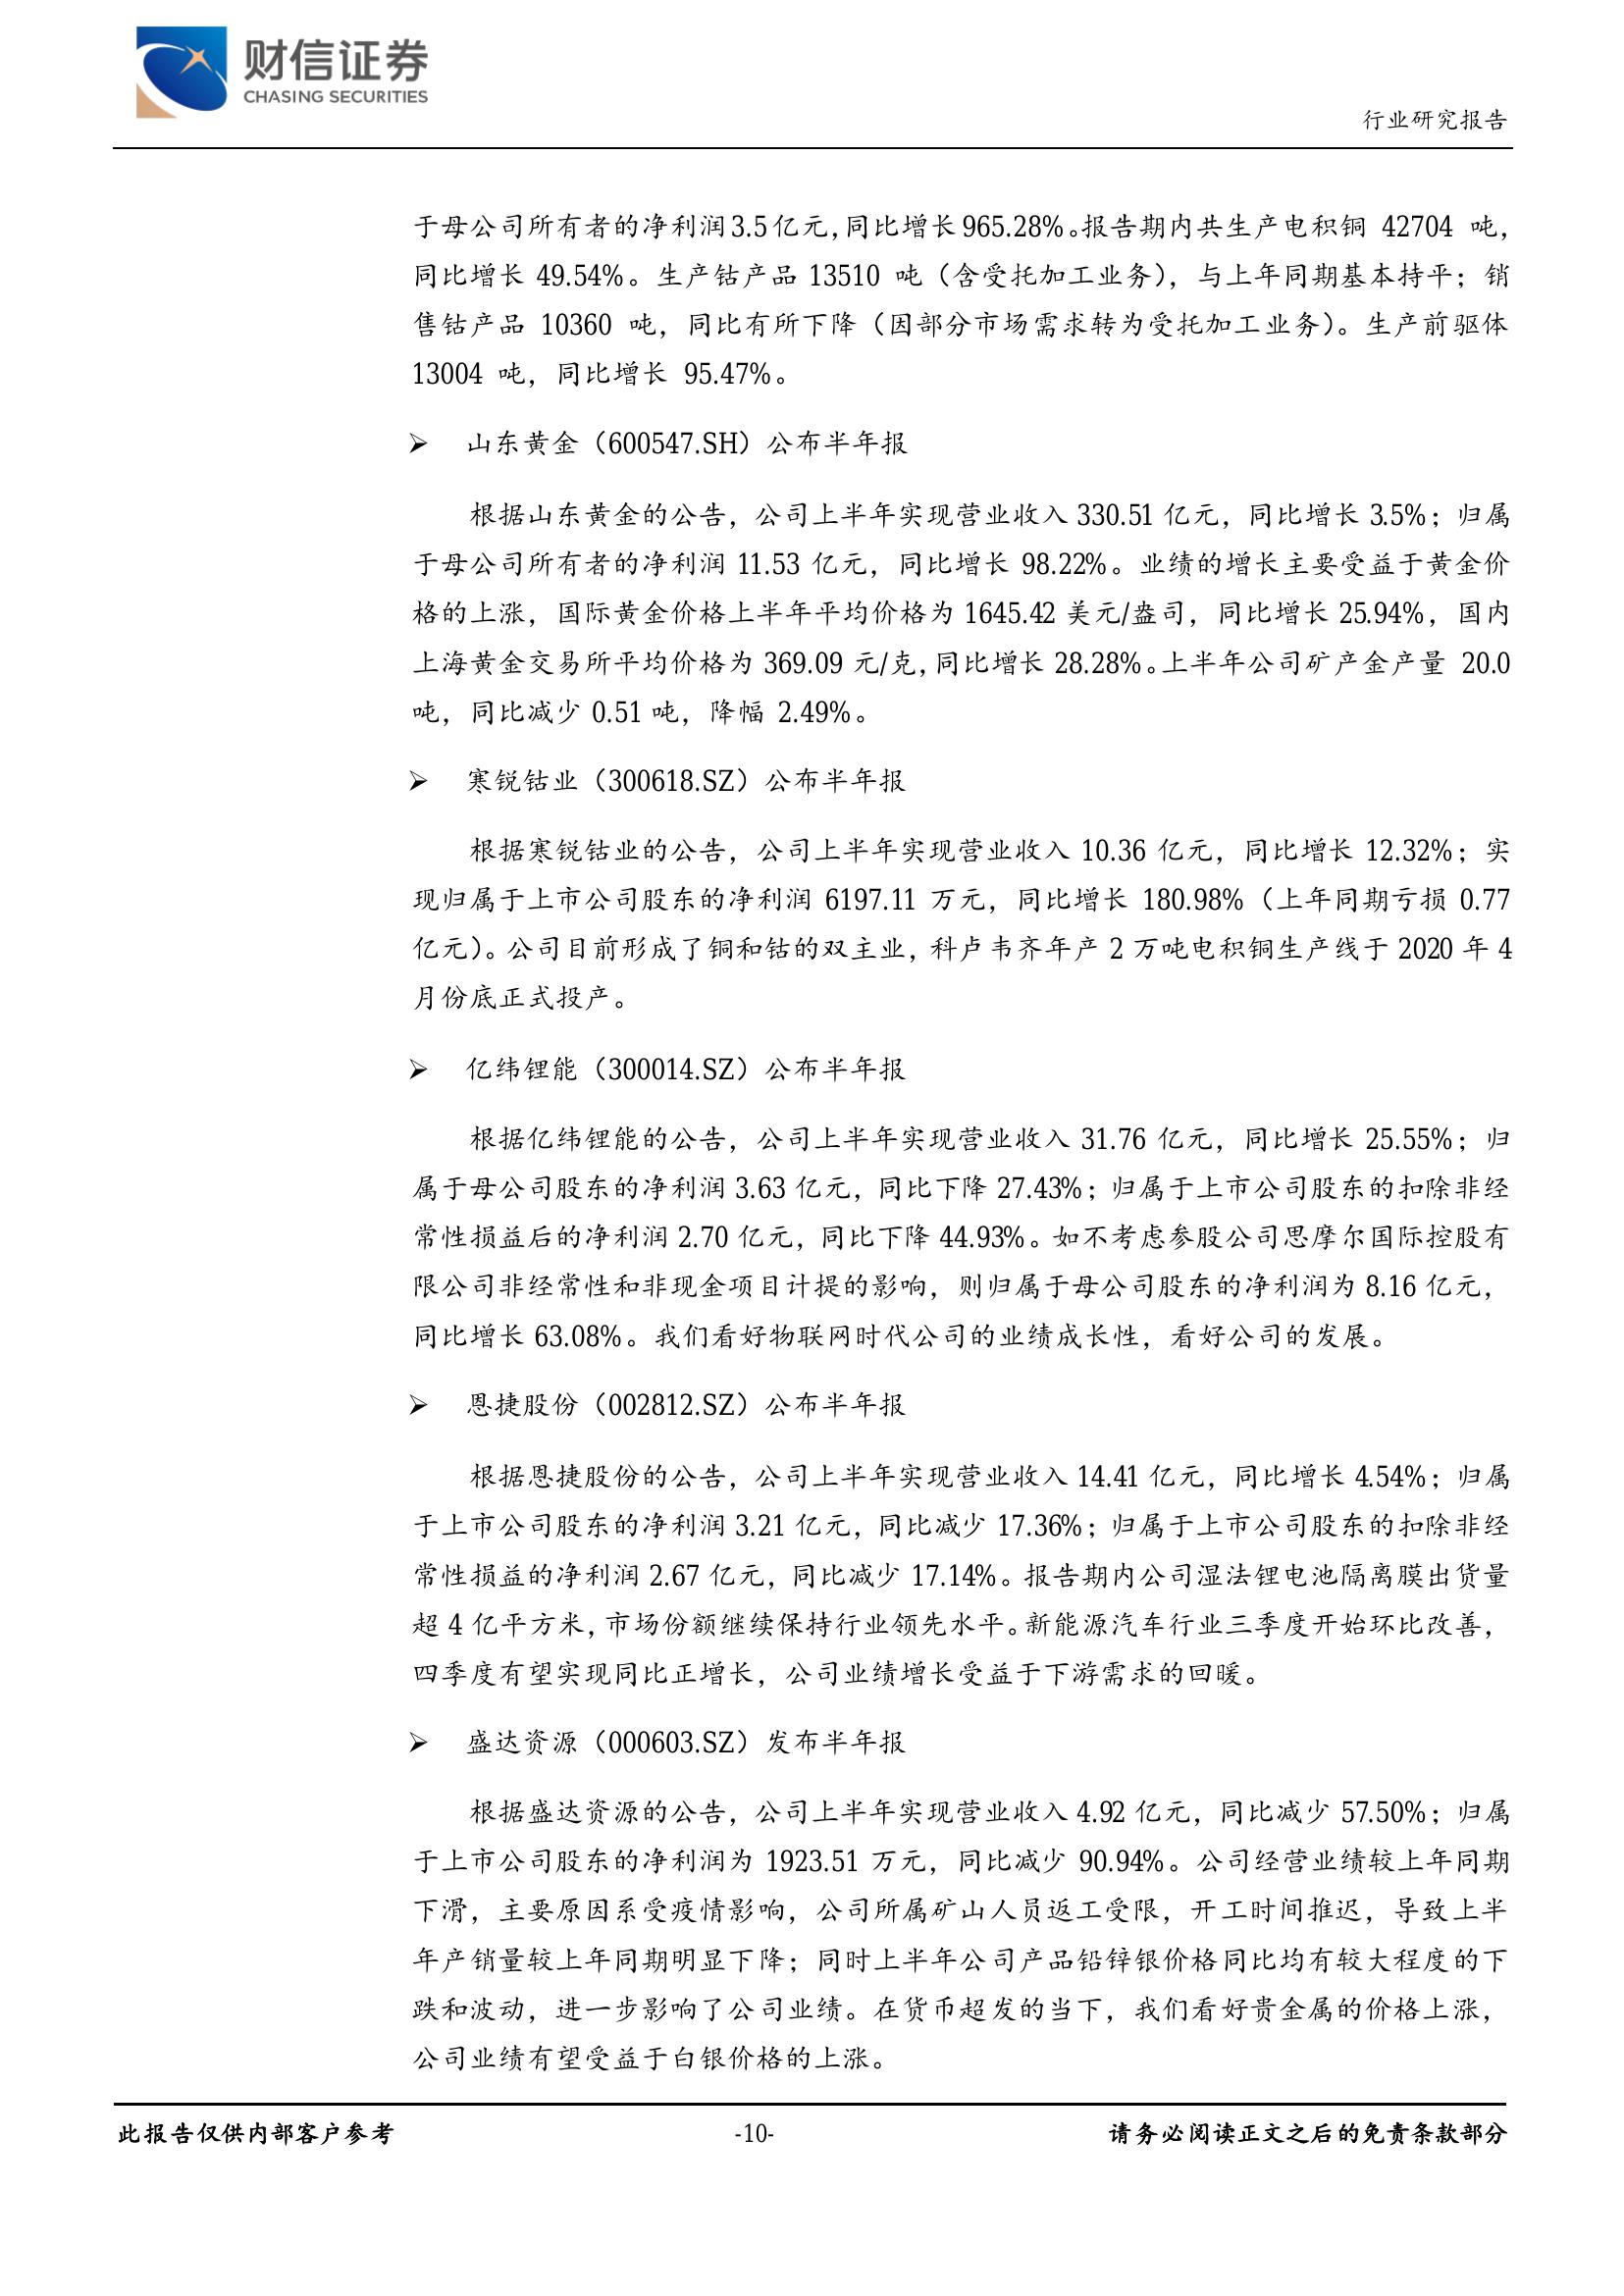 财信证券
CHASING SECURITIES
行业研究报告
于母公司所有者的净利润3.5亿元，同比增长965.28%。报告期内共生产电积铜 42704 吨，
同比增长 49.54%。生产钴产品 13510 吨（含受托加工业务），与上年同期基本持平；销
售钴产品 10360 吨，同比有所下降（因部分市场需求转为受托加工业务）。生产前驱体
13004 吨，同比增长 95.47%。
➢ 山东黄金（600547.SH）公布半年报
根据山东黄金的公告，公司上半年实现营业收入 330.51 亿元，同比增长 3.5%；归属
于母公司所有者的净利润 11.53 亿元，同比增长 98.22%。业绩的增长主要受益于黄金价
格的上涨，国际黄金价格上半年平均价格为 1645.42 美元/盎司，同比增长 25.94%，国内
上海黄金交易所平均价格为 369.09 元/克，同比增长 28.28%。上半年公司矿产金产量 20.0
吨，同比减少 0.51 吨，降幅 2.49%。
➢ 寒锐钴业（300618.SZ）公布半年报
根据寒锐钴业的公告，公司上半年实现营业收入 10.36 亿元，同比增长 12.32%；实
现归属于上市公司股东的净利润 6197.11 万元，同比增长 180.98%（上年同期亏损 0.77
亿元）。公司目前形成了铜和钴的双主业，科卢韦齐年产 2 万吨电积铜生产线于 2020 年 4
月份底正式投产。
➢ 亿纬锂能（300014.SZ）公布半年报
根据亿纬锂能的公告，公司上半年实现营业收入 31.76 亿元，同比增长 25.55%；归
属于母公司股东的净利润 3.63 亿元，同比下降 27.43%；归属于上市公司股东的扣除非经
常性损益后的净利润 2.70 亿元，同比下降 44.93%。如不考虑参股公司思摩尔国际控股有
限公司非经常性和非现金项目计提的影响，则归属于母公司股东的净利润为 8.16 亿元，
同比增长 63.08%。我们看好物联网时代公司的业绩成长性，看好公司的发展。
➢ 恩捷股份（002812.SZ）公布半年报
根据恩捷股份的公告，公司上半年实现营业收入 14.41 亿元，同比增长 4.54%；归属
于上市公司股东的净利润 3.21 亿元，同比减少 17.36%；归属于上市公司股东的扣除非经
常性损益的净利润 2.67 亿元，同比减少 17.14%。报告期内公司湿法锂电池隔离膜出货量
超 4 亿平方米，市场份额继续保持行业领先水平。新能源汽车行业三季度开始环比改善，
四季度有望实现同比正增长，公司业绩增长受益于下游需求的回暖。
➢ 盛达资源（000603.SZ）发布半年报
根据盛达资源的公告，公司上半年实现营业收入 4.92 亿元，同比减少 57.50%；归属
于上市公司股东的净利润为 1923.51 万元，同比减少 90.94%。公司经营业绩较上年同期
下滑，主要原因系受疫情影响，公司所属矿山人员返工受限，开工时间推迟，导致上半
年产销量较上年同期明显下降；同时上半年公司产品铅锌银价格同比均有较大程度的下
跌和波动，进一步影响了公司业绩。在货币超发的当下，我们看好贵金属的价格上涨，
公司业绩有望受益于白银价格的上涨。
此报告仅供内部客户参考
-10-
请务必阅读正文之后的免责条款部分